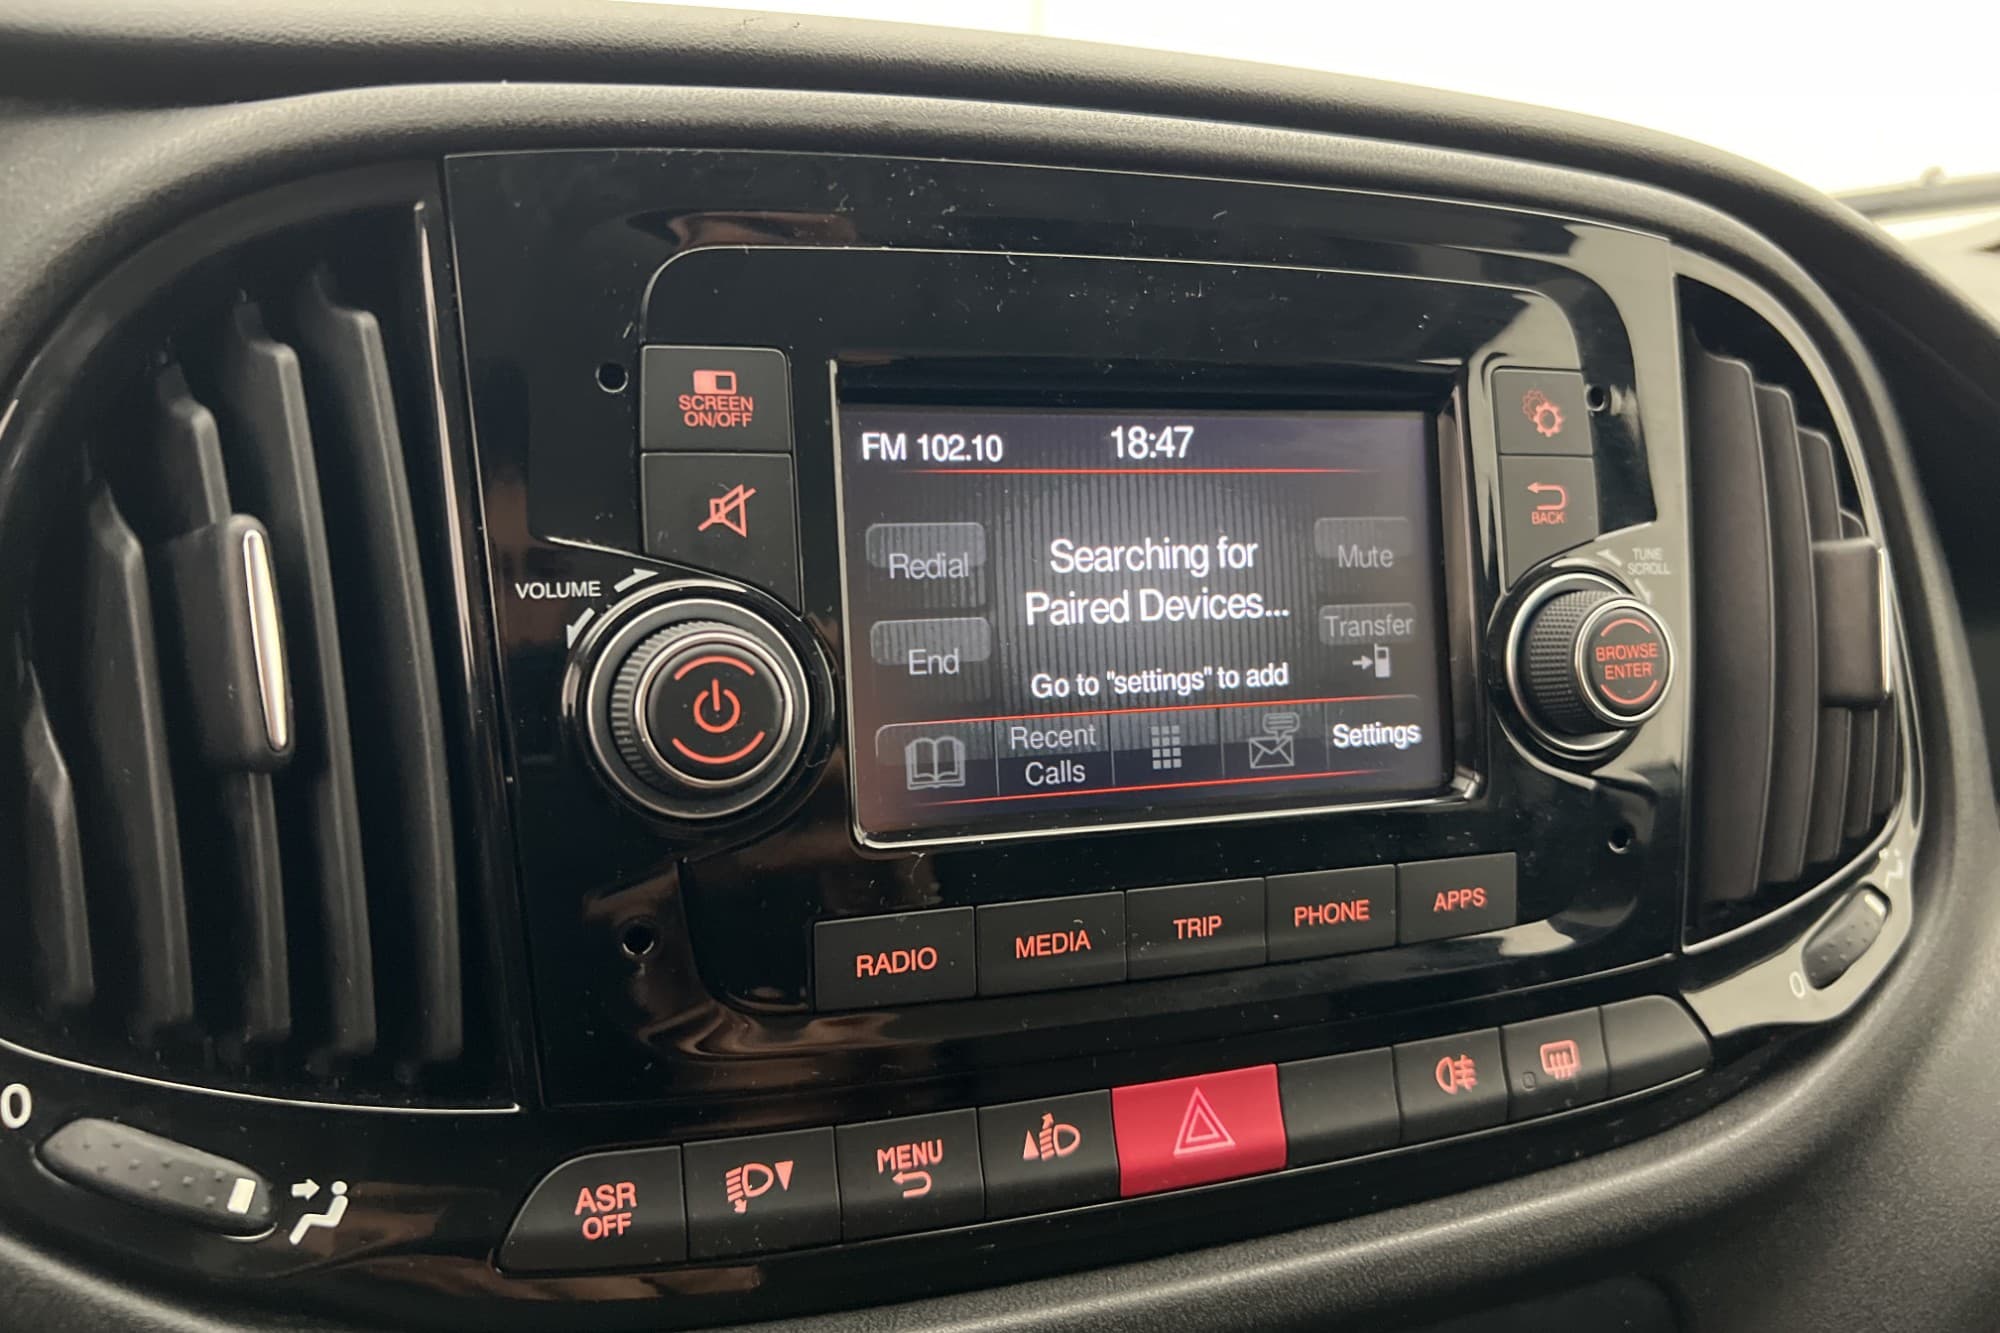 SCREEN
ON/OFF
VOLUME
FM 102.10
18:47
Redial
Searching for
Paired Devices...
Mute
End
Transfer
Go to "settings" to add
Recent
Calls
Settings
BACK
TUNE
SCROLL
BROWSE
ENTER
RADIO
MEDIA
TRIP
PHONE
APPS
0
0
ASR
OFF
MENU